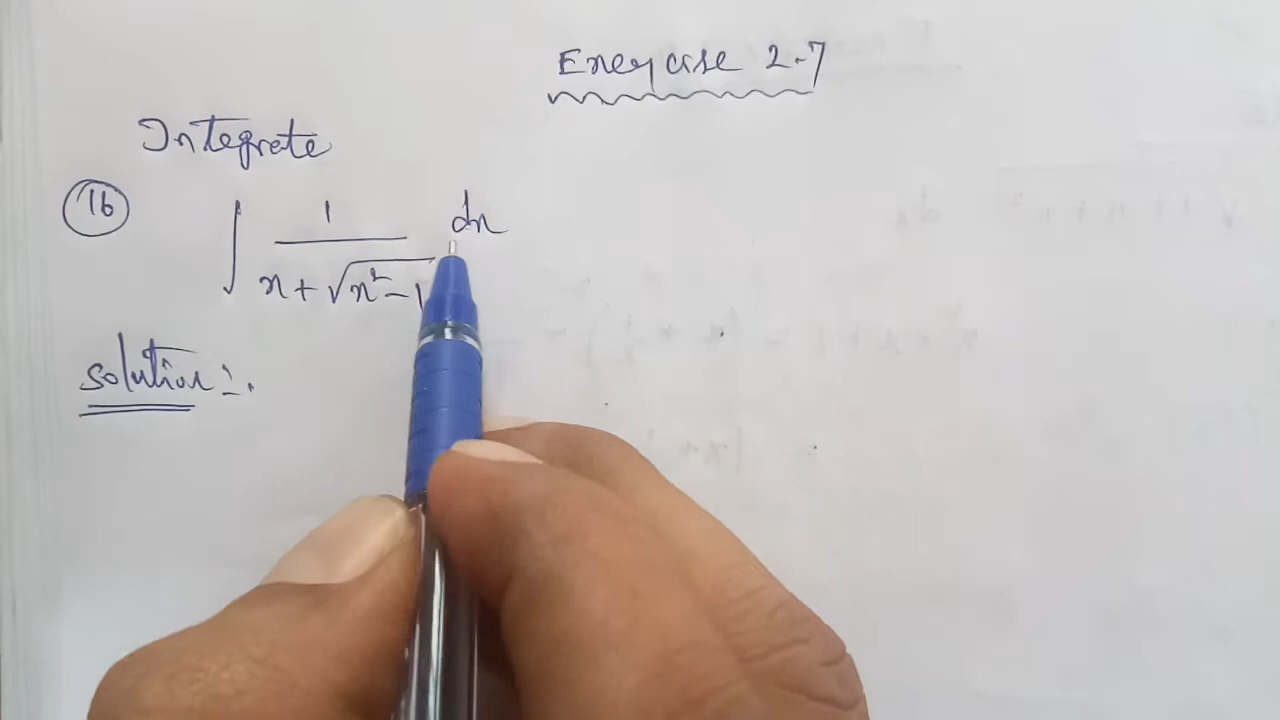 Exercise 2.7
Integrate
16 ∫ 1/(x+√(x²-1)) dx
Solution:-